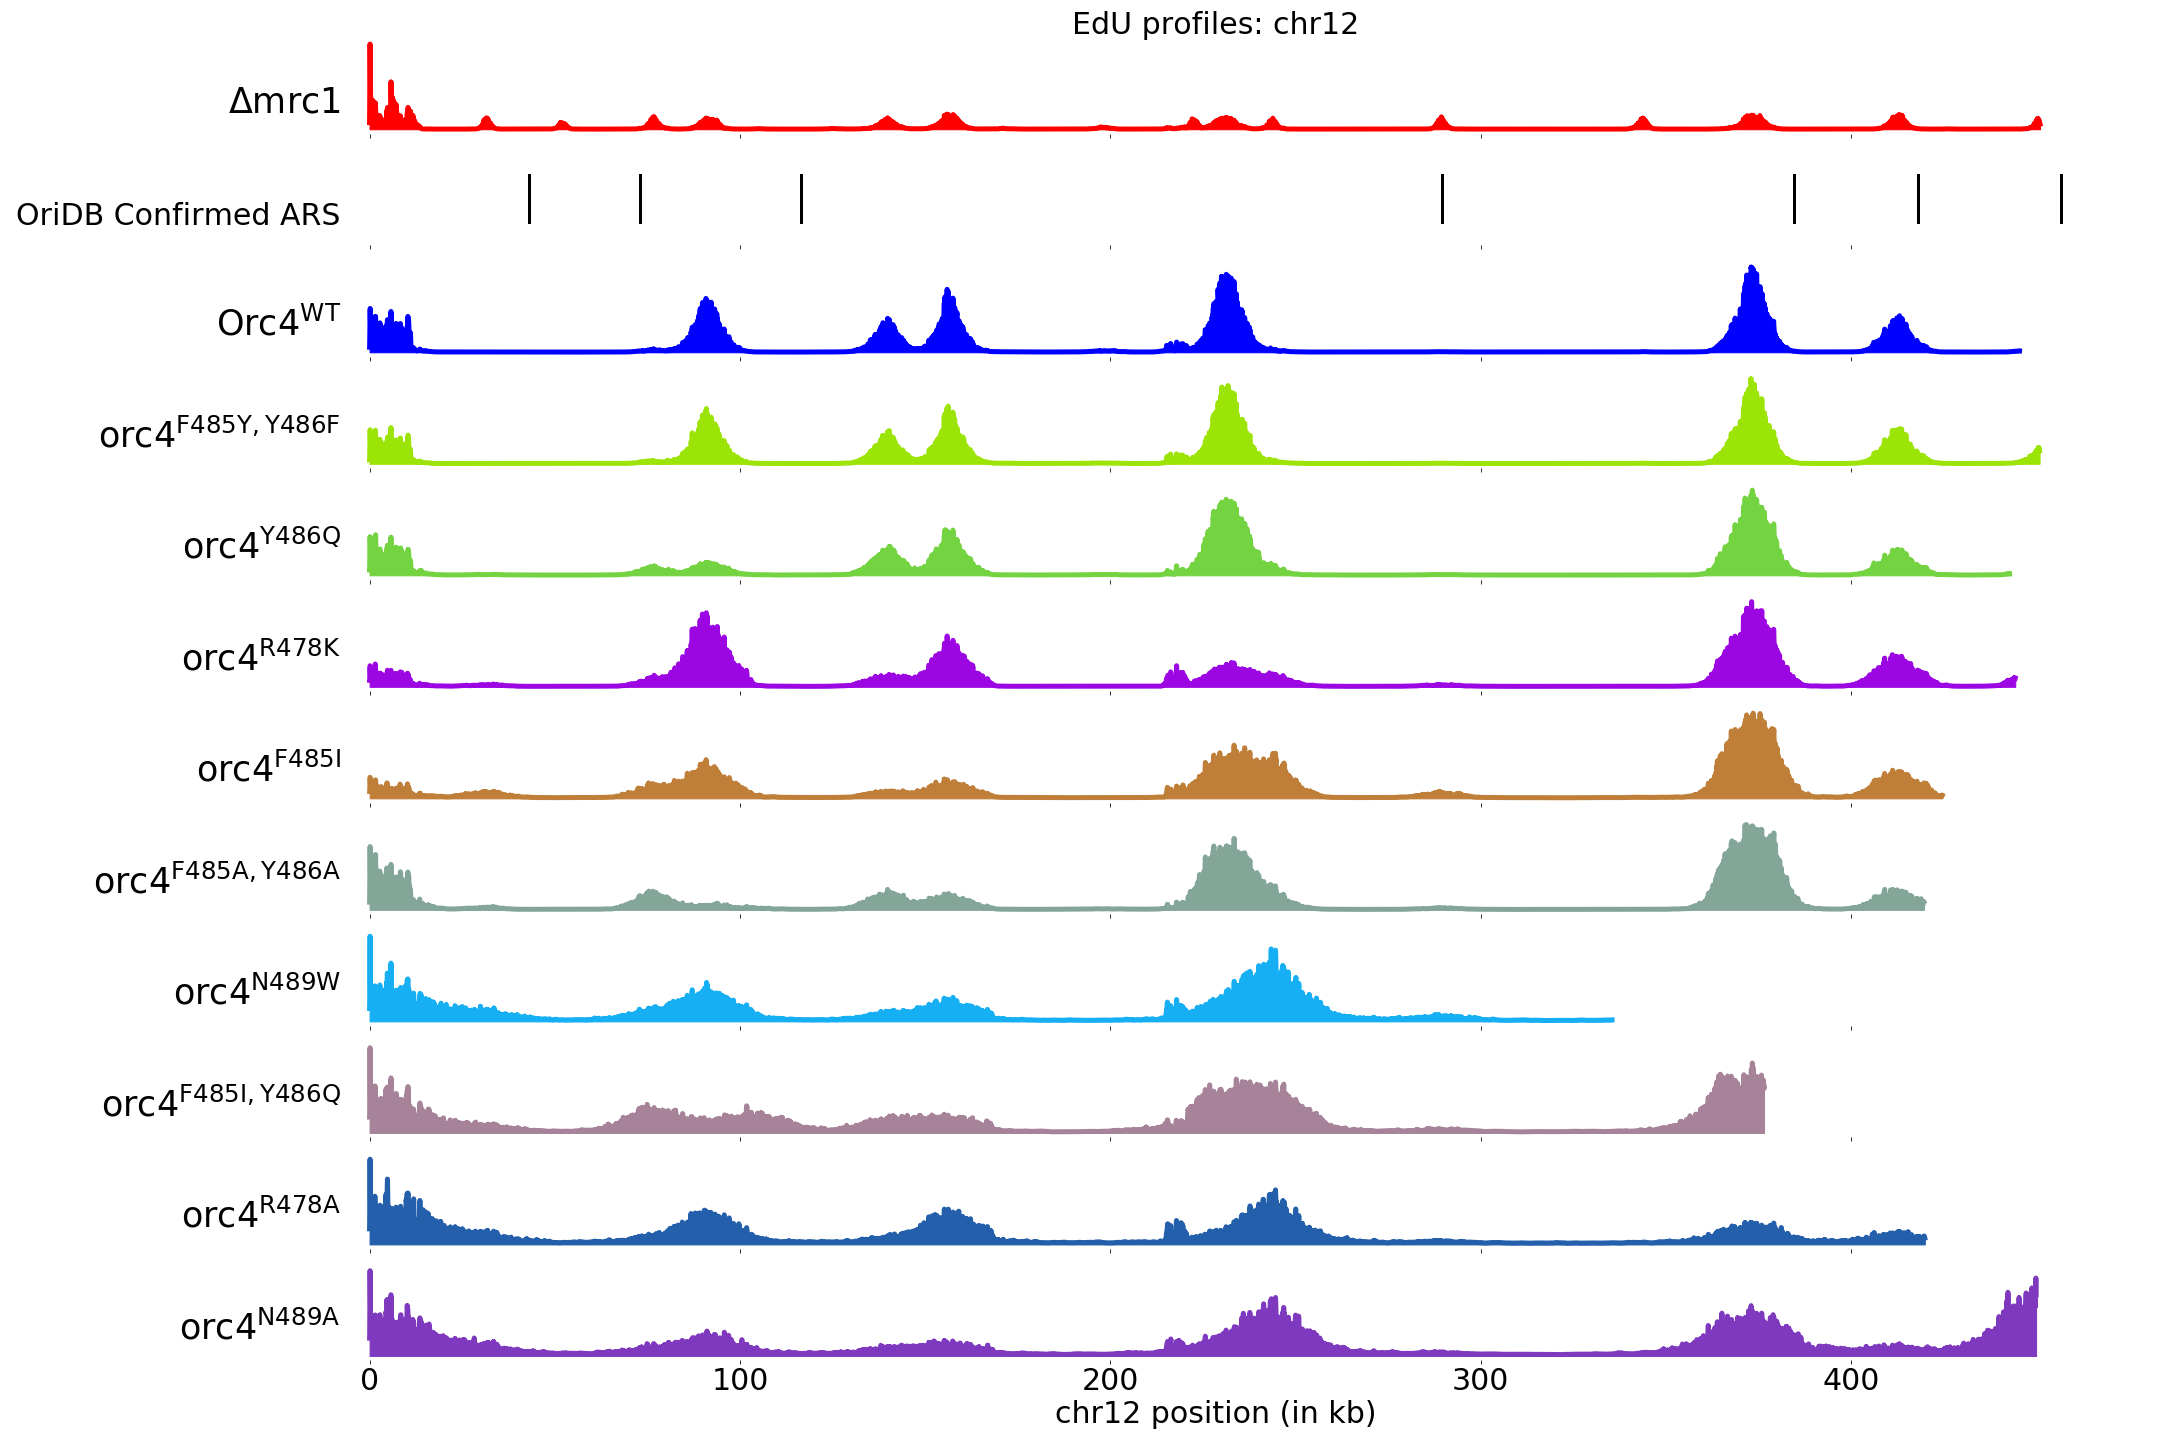 EdU profiles: chr12
Δmrc1
OriDB Confirmed ARS
Orc4WT
orc4F485Y, Y486F
orc4Y486Q
orc4R478K
orc4F485I
orc4F485A, Y486A
orc4N489W
orc4F485I, Y486Q
orc4R478A
orc4N489A
0 100 200 300 400
chr12 position (in kb)